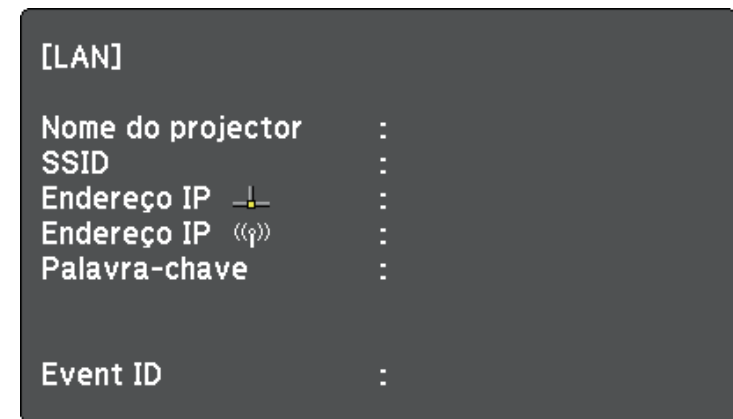 [LAN]
Nome do projector :
SSID :
Endereço IP :
Endereço IP :
Palavra-chave :
Event ID :